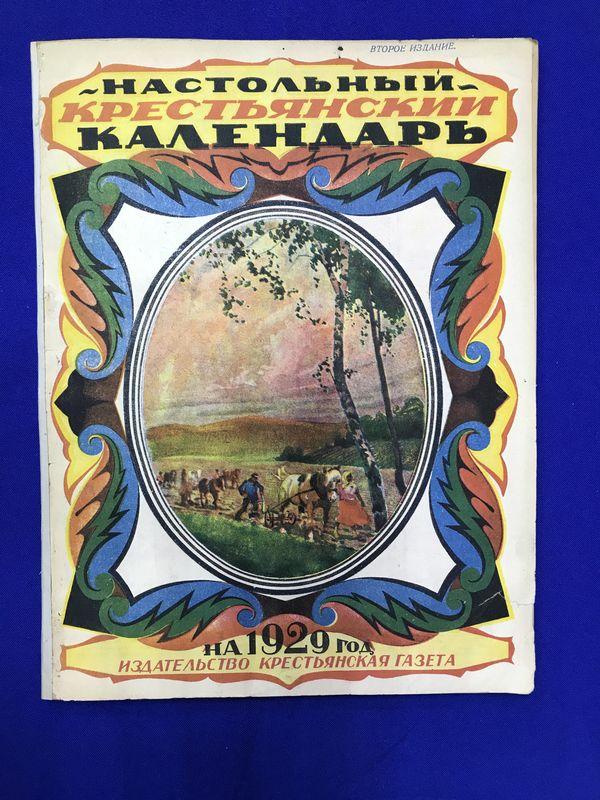 ВТОРОЕ ИЗДАНИЕ.
~НАСТОЛЬНЫЙ~
КРЕСТЬЯНСКИЙ
КАЛЕНДАРЬ
НА 1929 ГОД
ИЗДАТЕЛЬСТВО КРЕСТЬЯНСКАЯ ГАЗЕТА